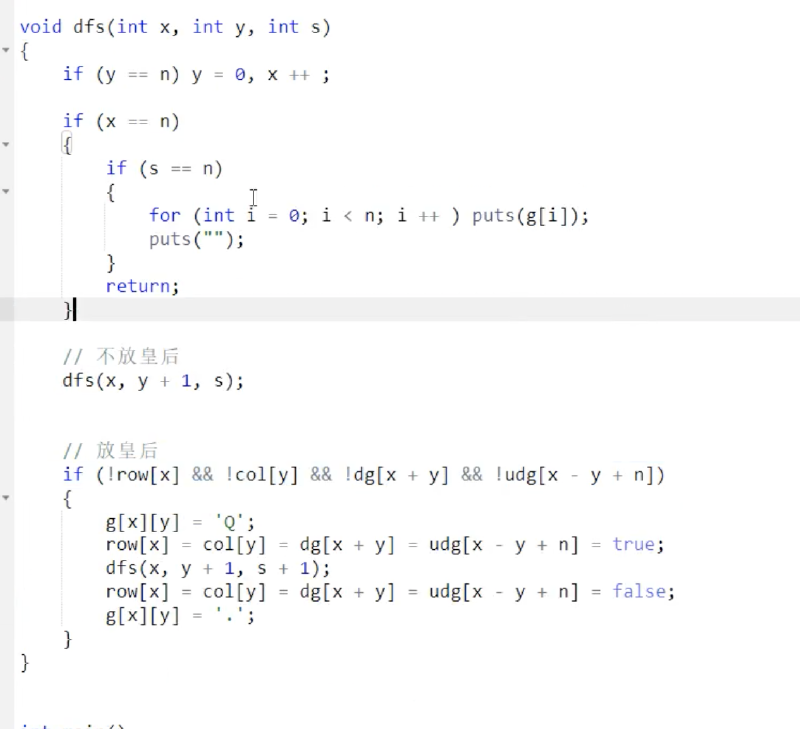 void dfs(int x, int y, int s)
{
    if (y == n) y = 0, x ++ ;
    if (x == n)
    {
        if (s == n)
        {
            for (int i = 0; i < n; i ++ ) puts(g[i]);
            puts("");
        }
        return;
    }
    // 不放皇后
    dfs(x, y + 1, s);
    // 放皇后
    if (!row[x] && !col[y] && !dg[x + y] && !udg[x - y + n])
    {
        g[x][y] = 'Q';
        row[x] = col[y] = dg[x + y] = udg[x - y + n] = true;
        dfs(x, y + 1, s + 1);
        row[x] = col[y] = dg[x + y] = udg[x - y + n] = false;
        g[x][y] = '.';
    }
}